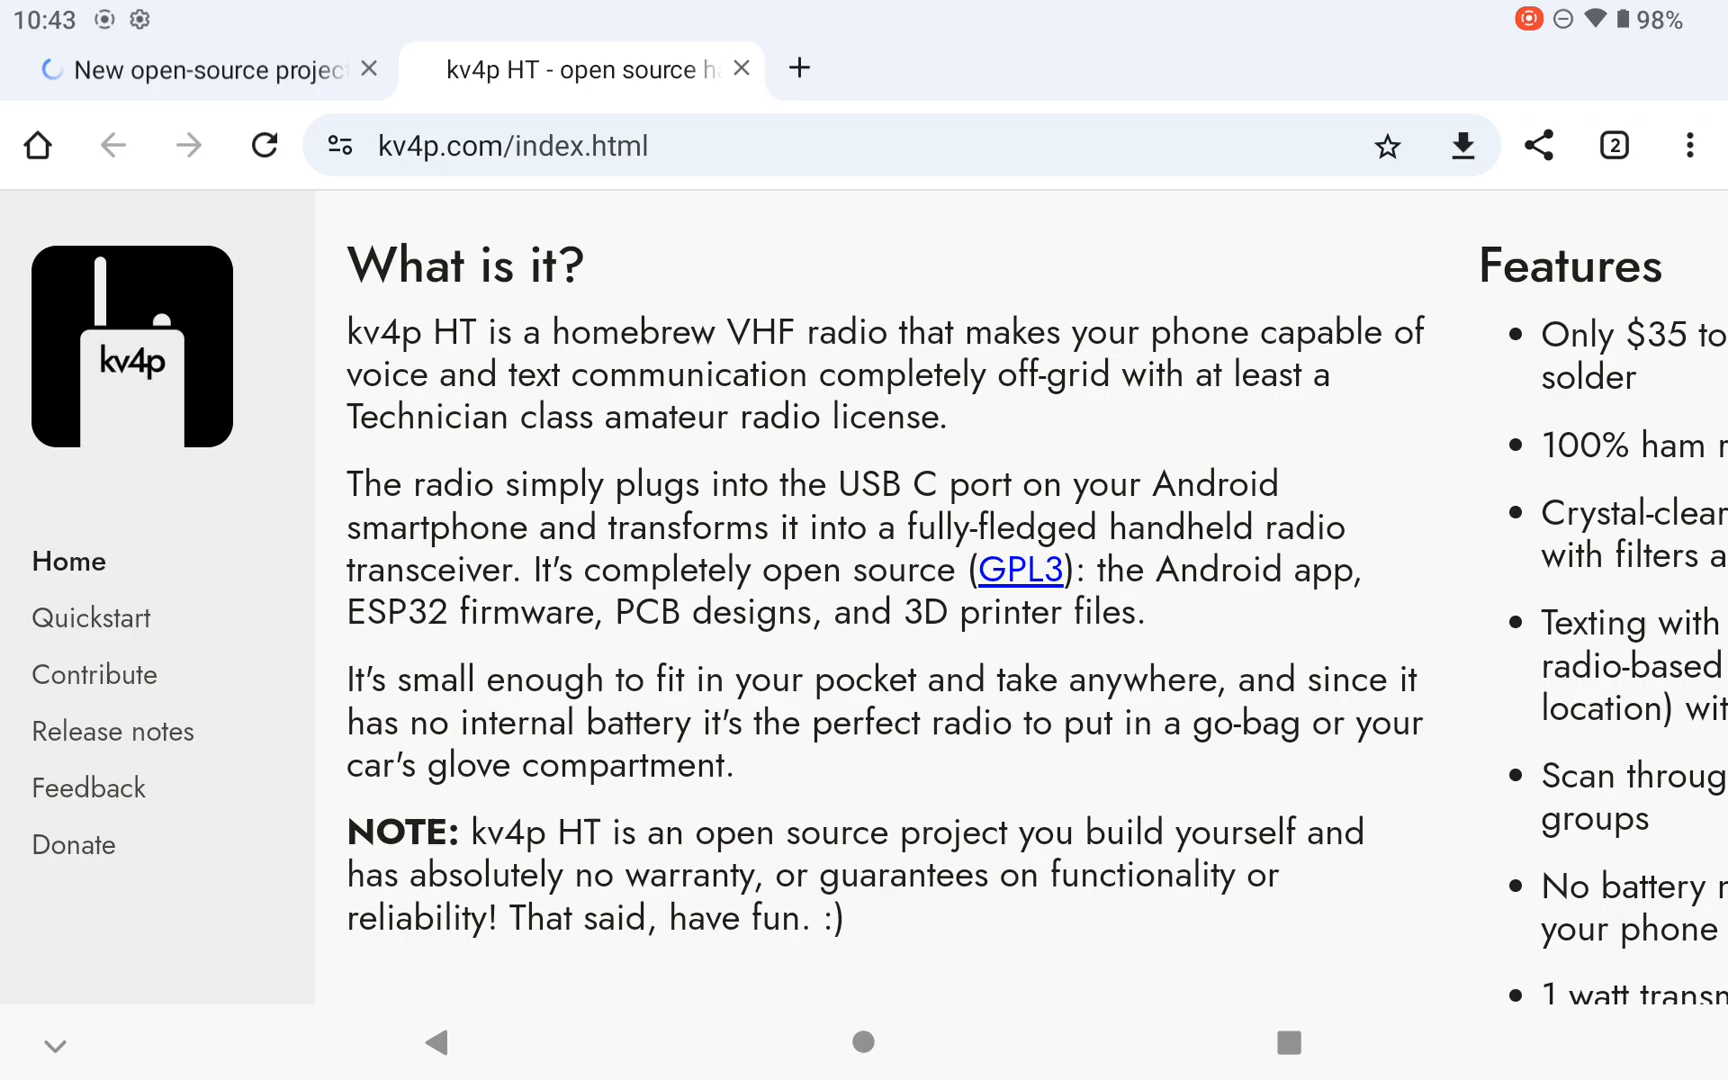 10:43
98%
New open-source projec
kv4p HT - open source ha
kv4p.com/index.html
2
kv4p
Home
Quickstart
Contribute
Release notes
Feedback
Donate
What is it?
kv4p HT is a homebrew VHF radio that makes your phone capable of
voice and text communication completely off-grid with at least a
Technician class amateur radio license.
The radio simply plugs into the USB C port on your Android
smartphone and transforms it into a fully-fledged handheld radio
transceiver. It's completely open source (GPL3): the Android app,
ESP32 firmware, PCB designs, and 3D printer files.
It's small enough to fit in your pocket and take anywhere, and since it
has no internal battery it's the perfect radio to put in a go-bag or your
car's glove compartment.
NOTE: kv4p HT is an open source project you build yourself and
has absolutely no warranty, or guarantees on functionality or
reliability! That said, have fun. :)
Features
Only $35 to
solder
100% ham r
Crystal-clear
with filters a
Texting with
radio-based
location) wit
Scan throug
groups
No battery r
your phone
1 watt transm